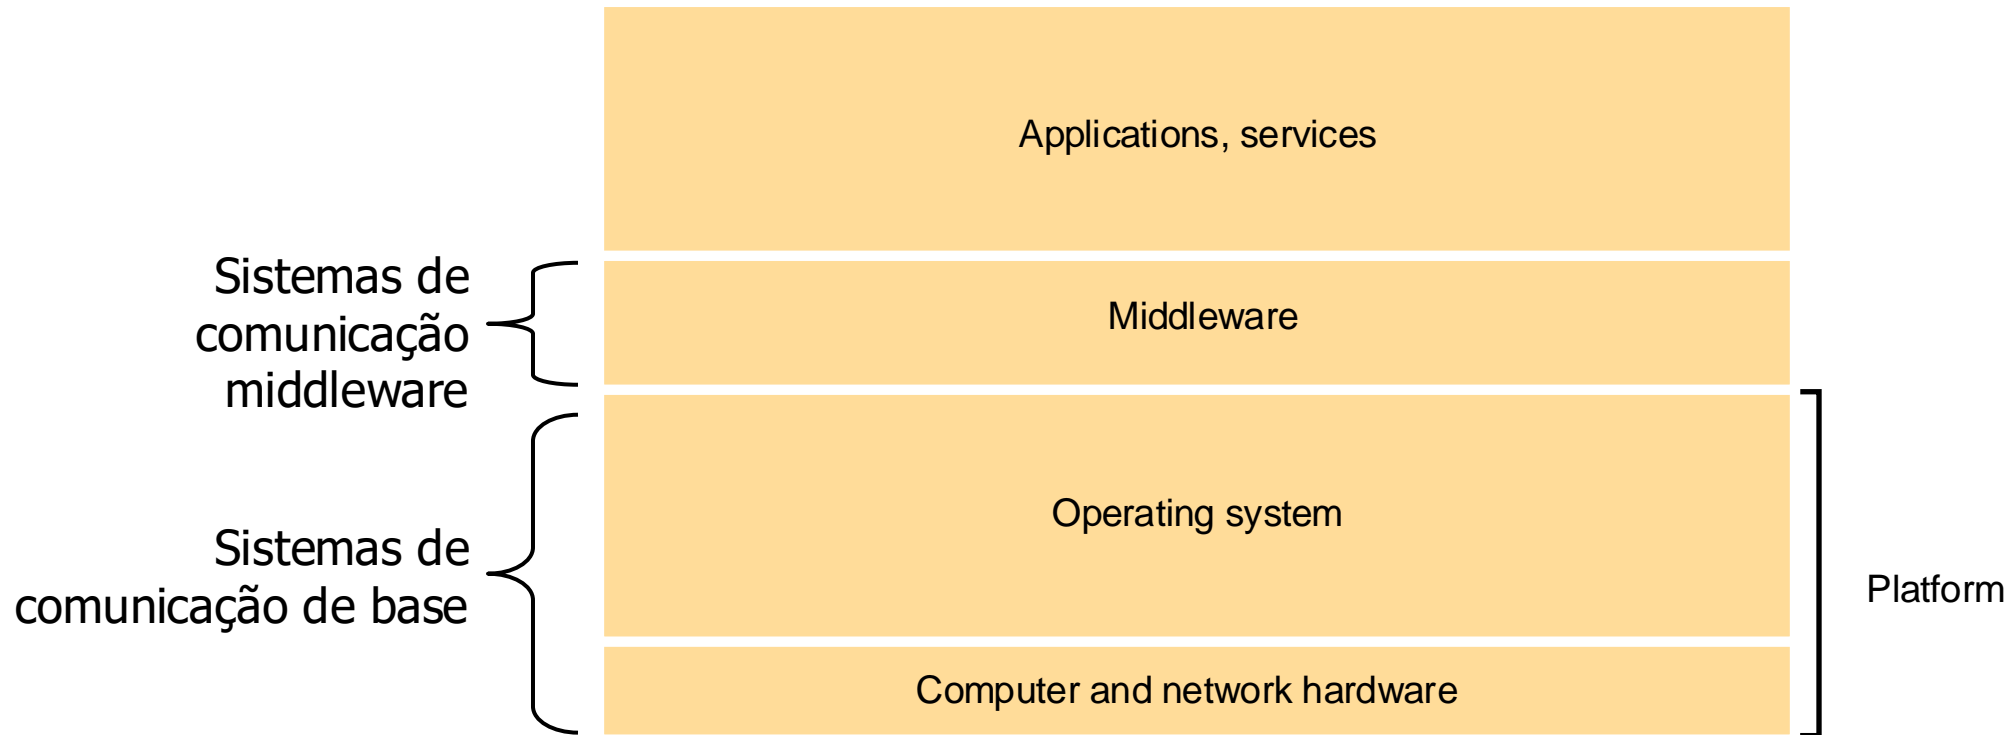 Applications, services
Sistemas de
comunicação
middleware
Middleware
Operating system
Sistemas de
comunicação de base
Platform
Computer and network hardware